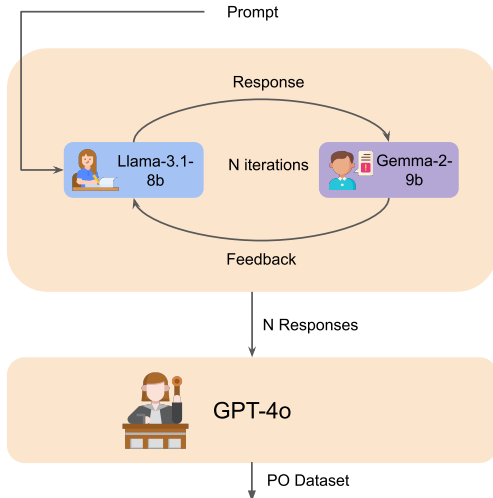 Prompt
Response
Llama-3.1-
8b
N iterations
Gemma-2-
9b
Feedback
N Responses
GPT-4o
PO Dataset